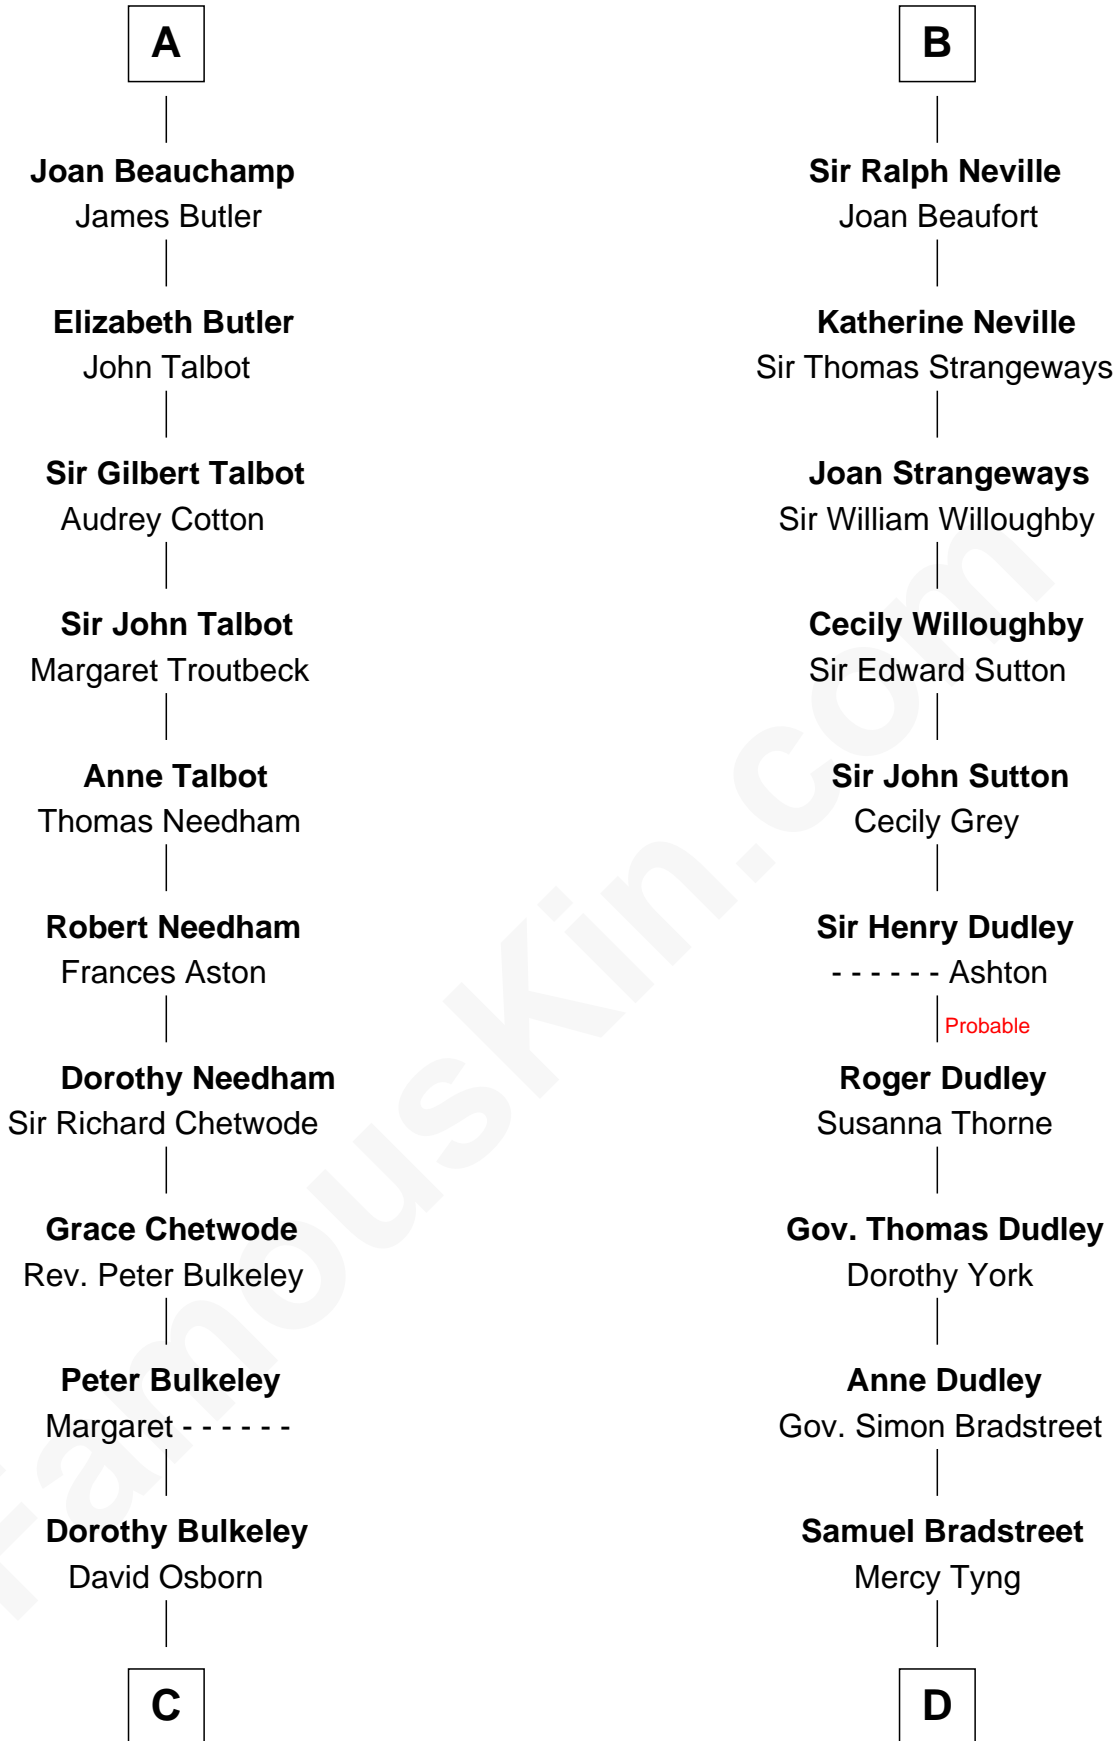 A
Joan Beauchamp
James Butler
Elizabeth Butler
John Talbot
Sir Gilbert Talbot
Audrey Cotton
Sir John Talbot
Margaret Troutbeck
Anne Talbot
Thomas Needham
Robert Needham
Frances Aston
Dorothy Needham
Sir Richard Chetwode
Grace Chetwode
Rev. Peter Bulkeley
Peter Bulkeley
Margaret - - - - - -
Dorothy Bulkeley
David Osborn
C
B
Sir Ralph Neville
Joan Beaufort
Katherine Neville
Sir Thomas Strangeways
Joan Strangeways
Sir William Willoughby
Cecily Willoughby
Sir Edward Sutton
Sir John Sutton
Cecily Grey
Sir Henry Dudley
- - - - - - Ashton
Probable
Roger Dudley
Susanna Thorne
Gov. Thomas Dudley
Dorothy York
Anne Dudley
Gov. Simon Bradstreet
Samuel Bradstreet
Mercy Tyng
D
FamousKin.com